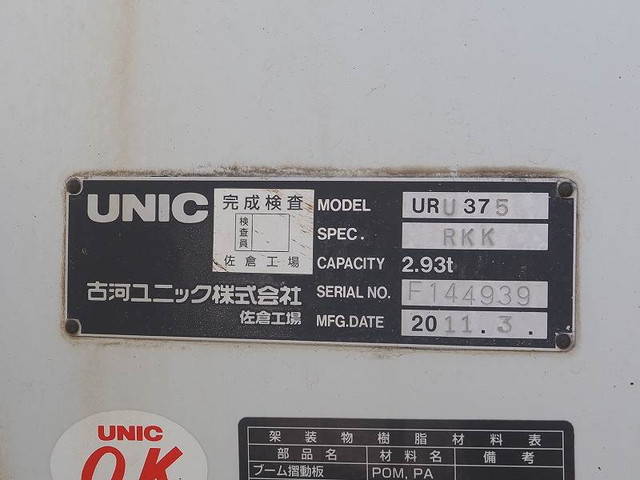 UNIC
完成検査
検査員
佐倉工場
古河ユニック株式会社
佐倉工場
MODEL URU375
SPEC. RKK
CAPACITY 2.93t
SERIAL NO. F144939
MFG.DATE 2011.3.
UNIC
OK
架装物樹脂材料表
部品名 材料名 備考
ブーム摺動板 POM, PA